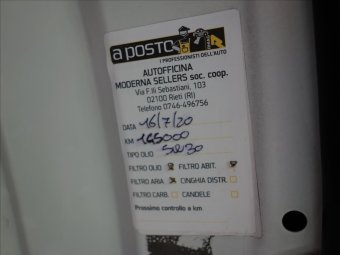 a posto
I PROFESSIONISTI DELL'AUTO
AUTOFFICINA
MODERNA SELLERS soc. coop.
Via F.lli Sebastiani, 103
02100 Rieti (RI)
Telefono 0746-496756
DATA 16/7/20
KM 165000
TIPO OLIO 5W30
FILTRO OLIO FILTRO ABIT.
FILTRO ARIA CINGHIA DISTR.
FILTRO CARB. CANDELE
Prossimo controllo a km